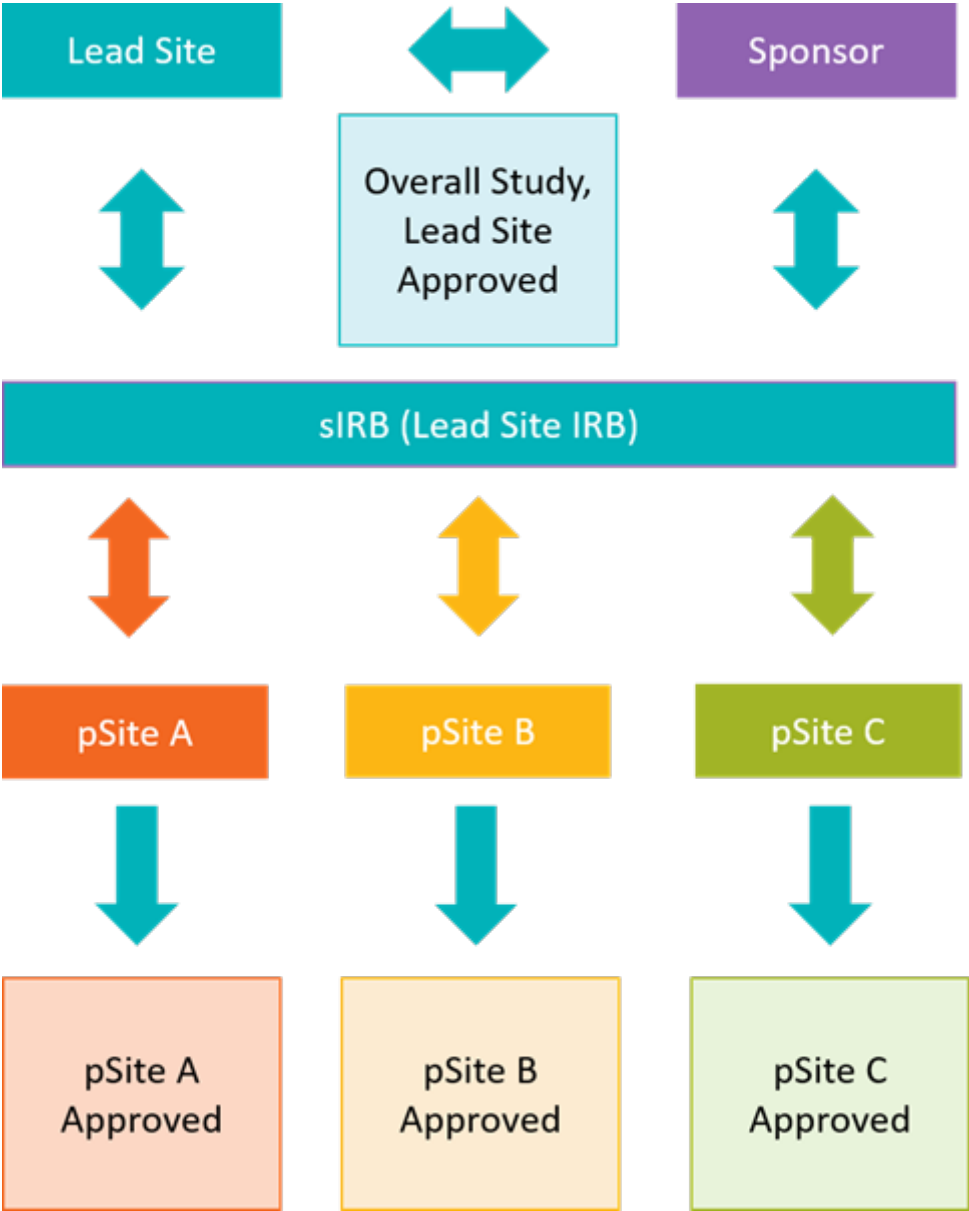 Lead Site
Sponsor
Overall Study,
Lead Site
Approved
sIRB (Lead Site IRB)
pSite A
pSite B
pSite C
pSite A
Approved
pSite B
Approved
pSite C
Approved